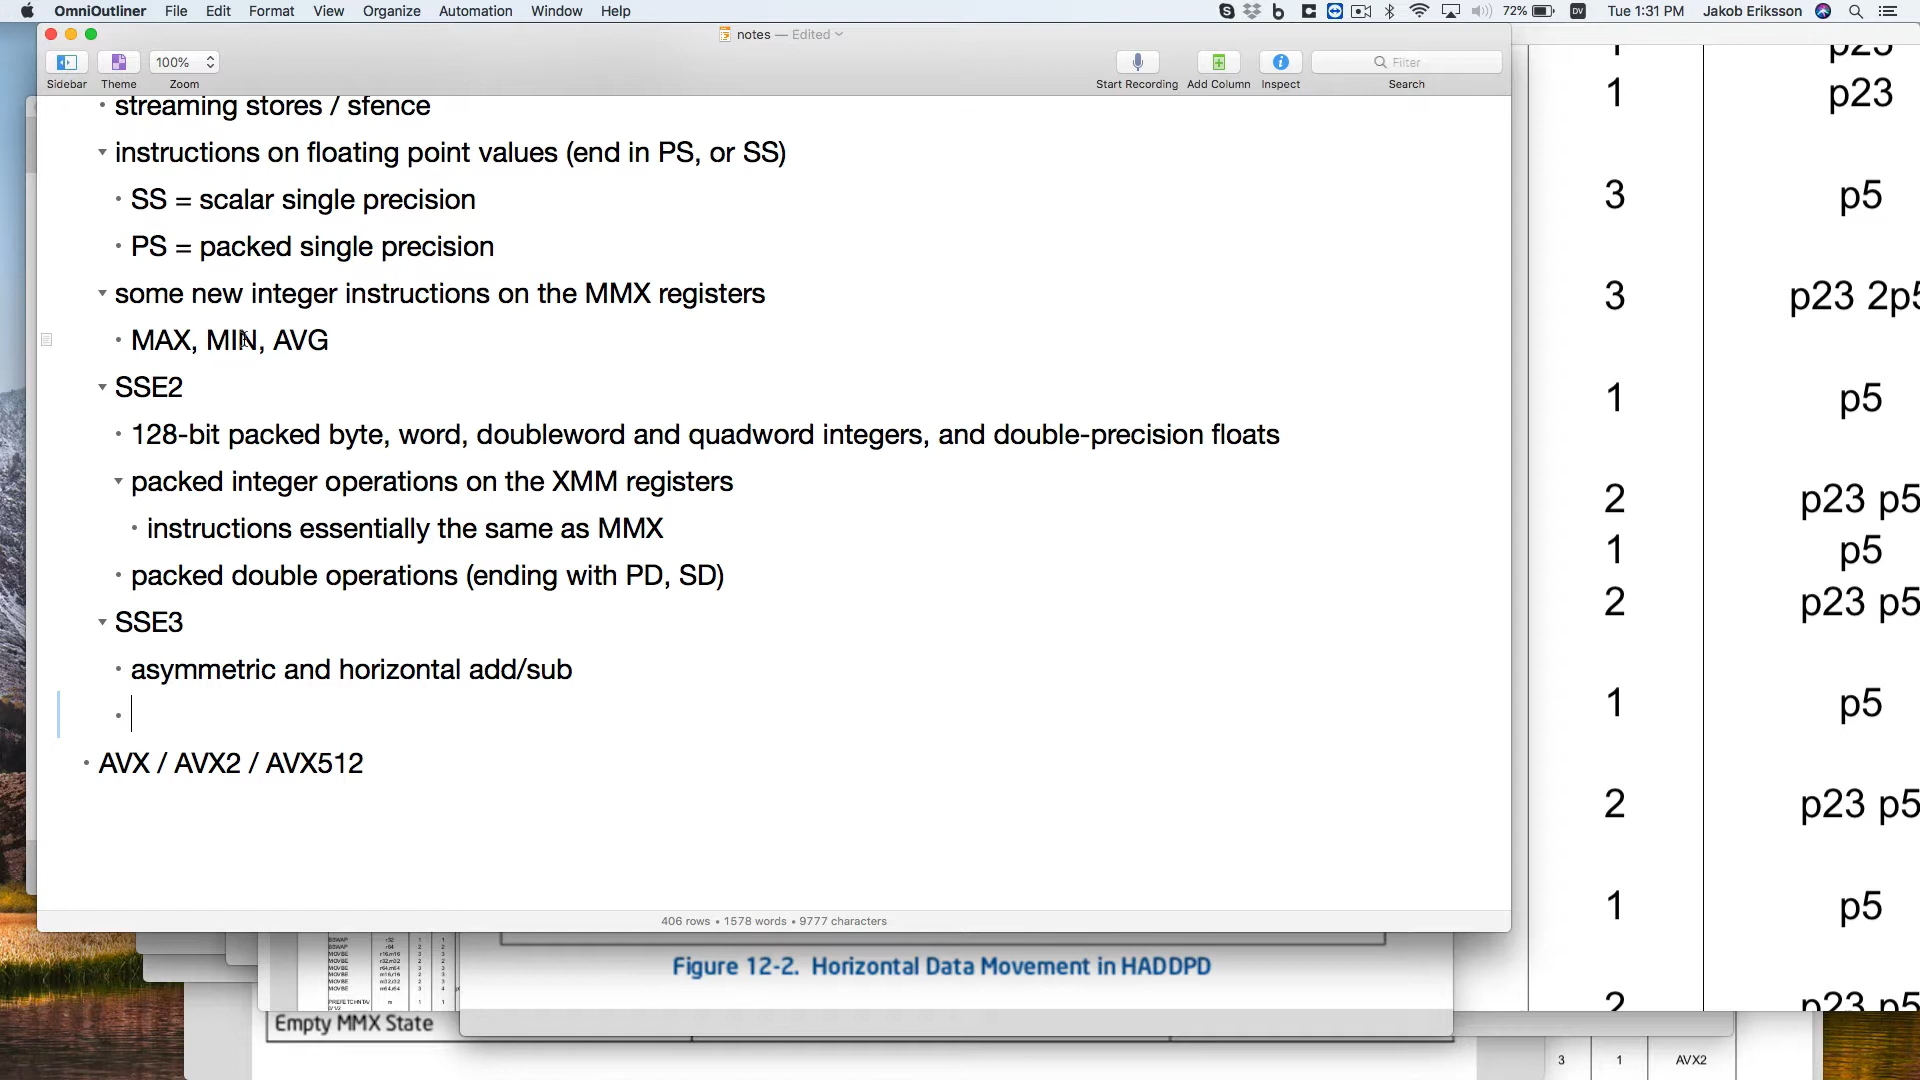 OmniOutliner File Edit Format View Organize Automation Window Help 72% DV Tue 1:31 PM Jakob Eriksson
notes — Edited
100%
Filter
Sidebar Theme Zoom Start Recording Add Column Inspect Search
streaming stores / sfence
instructions on floating point values (end in PS, or SS)
SS = scalar single precision
PS = packed single precision
some new integer instructions on the MMX registers
MAX, MIN, AVG
SSE2
128-bit packed byte, word, doubleword and quadword integers, and double-precision floats
packed integer operations on the XMM registers
instructions essentially the same as MMX
packed double operations (ending with PD, SD)
SSE3
asymmetric and horizontal add/sub
AVX / AVX2 / AVX512
406 rows • 1578 words • 9777 characters
1 p23
1 p23
3 p5
3 p23 2p5
1 p5
2 p23 p5
1 p5
2 p23 p5
1 p5
2 p23 p5
1 p5
2 p23 p5
Figure 12-2. Horizontal Data Movement in HADDPD
Empty MMX State
3 1 AVX2